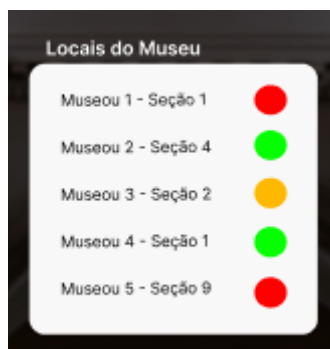 Locais do Museu
Museou 1 - Seção 1
Museou 2 - Seção 4
Museou 3 - Seção 2
Museou 4 - Seção 1
Museou 5 - Seção 9